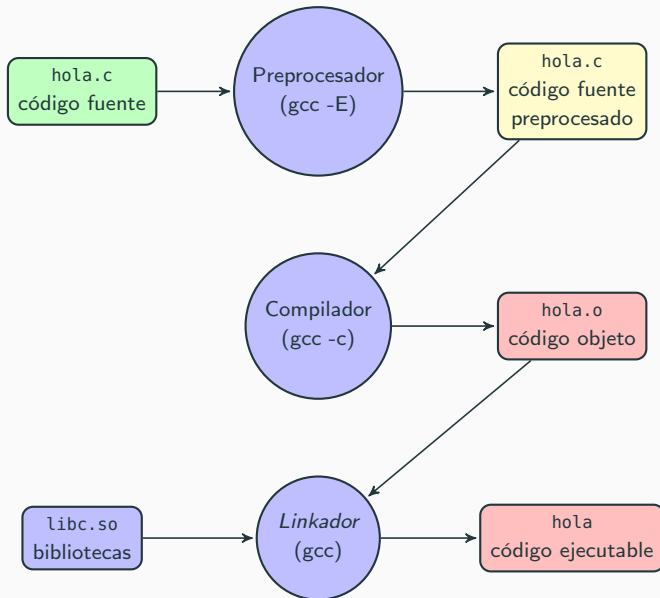 hola.c
código fuente
Preprocesador
(gcc -E)
hola.c
código fuente
preprocesado
Compilador
(gcc -c)
hola.o
código objeto
libc.so
bibliotecas
Linkador
(gcc)
hola
código ejecutable